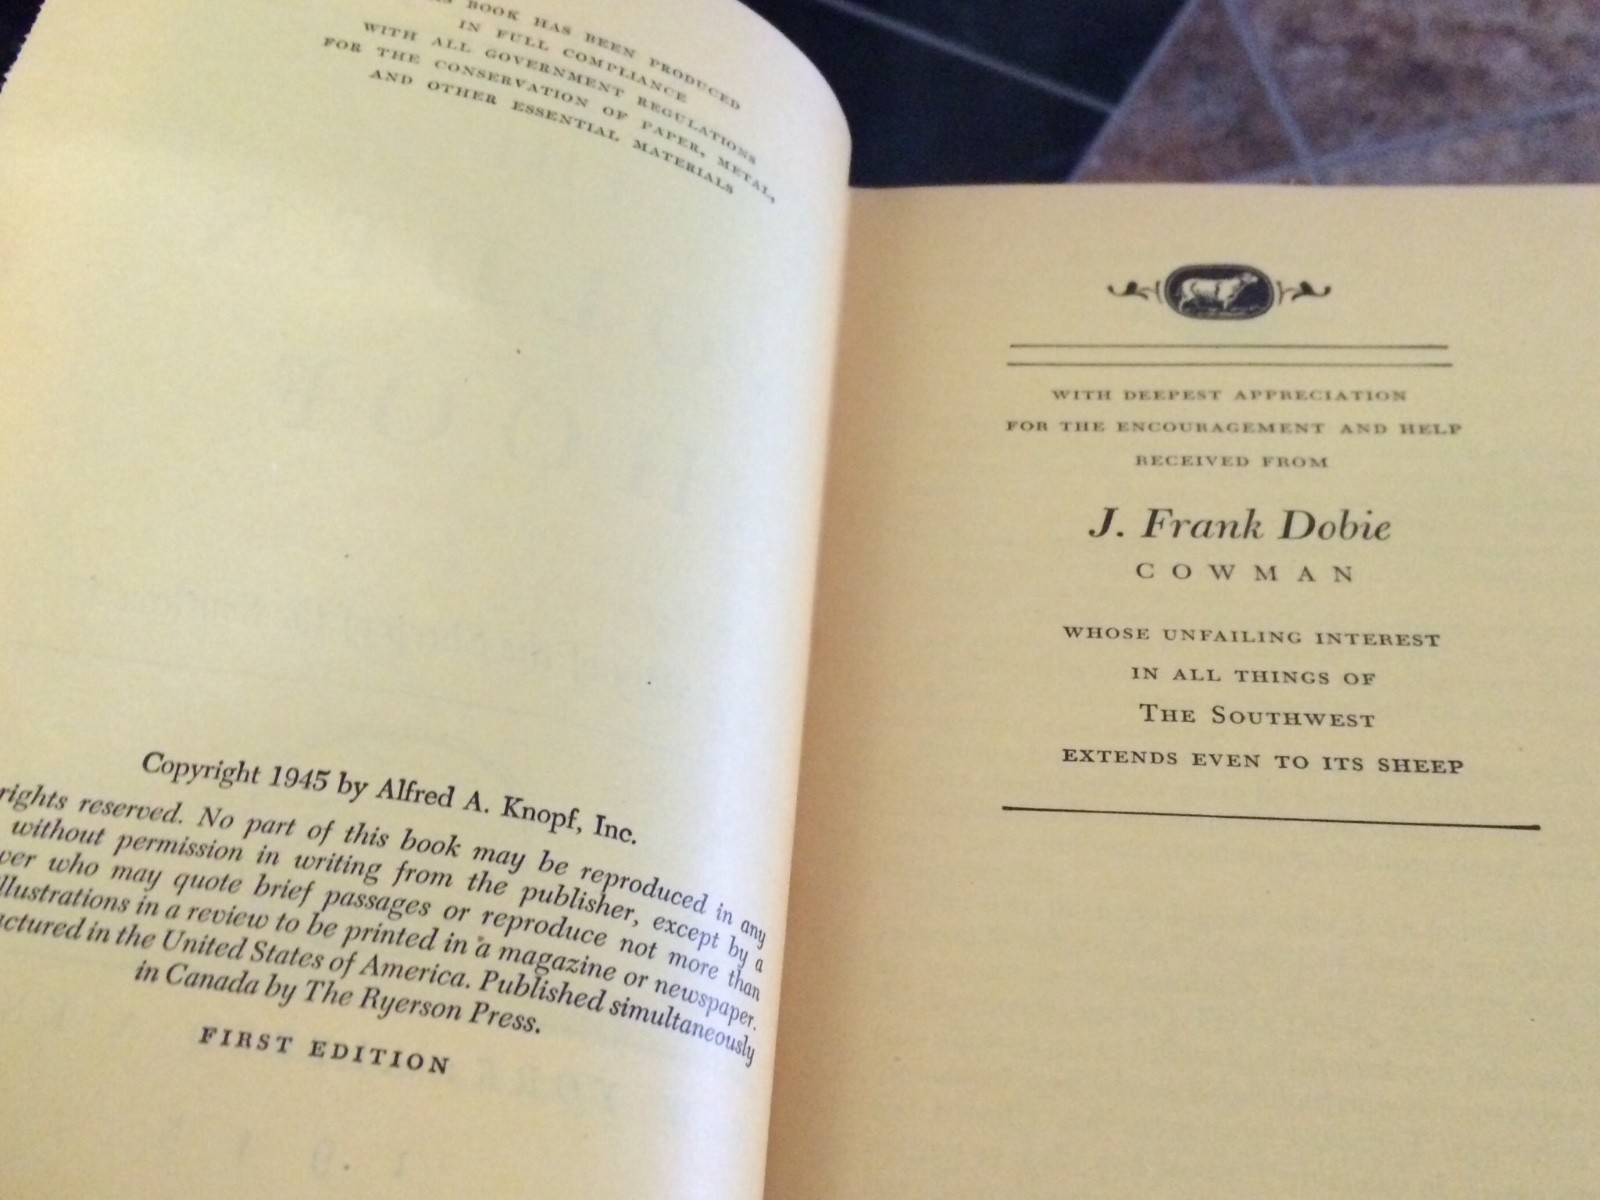 BOOK HAS BEEN PRODUCED
IN FULL COMPLIANCE
WITH ALL GOVERNMENT REGULATIONS
FOR THE CONSERVATION OF PAPER, METAL,
AND OTHER ESSENTIAL MATERIALS
Copyright 1945 by Alfred A. Knopf, Inc.
rights reserved. No part of this book may be reproduced in any
without permission in writing from the publisher, except by a
who may quote brief passages or reproduce not more than
illustrations in a review to be printed in a magazine or newspaper.
in the United States of America. Published simultaneously
in Canada by The Ryerson Press.
FIRST EDITION
WITH DEEPEST APPRECIATION
FOR THE ENCOURAGEMENT AND HELP
RECEIVED FROM
J. Frank Dobie
COWMAN
WHOSE UNFAILING INTEREST
IN ALL THINGS OF
THE SOUTHWEST
EXTENDS EVEN TO ITS SHEEP